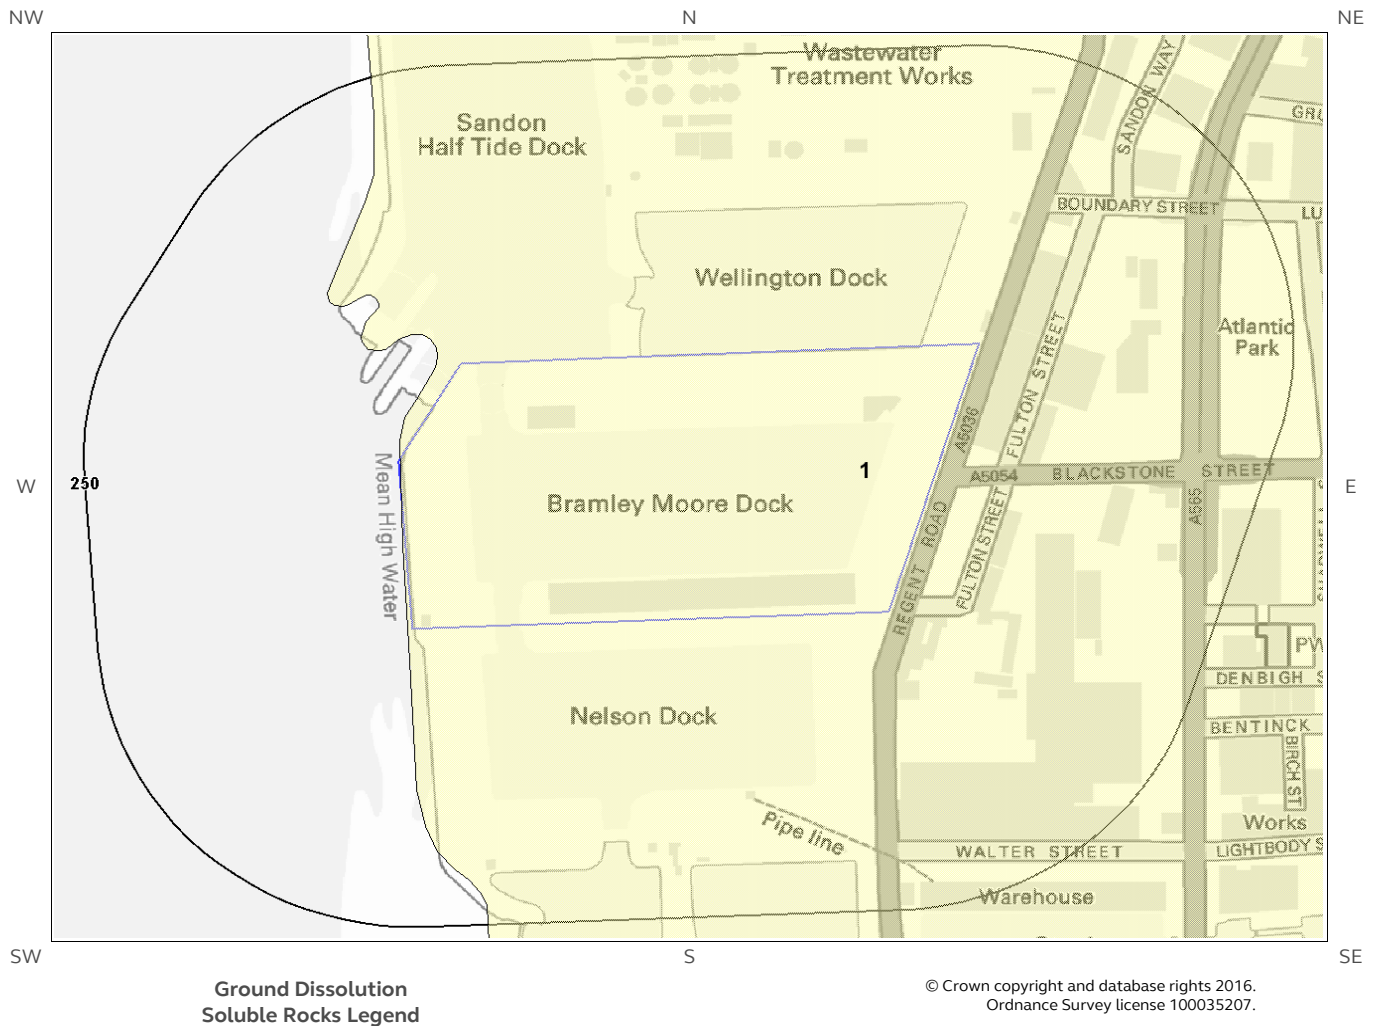 NW
N
NE
Wastewater
Treatment Works
SANDON WAY
Sandon
Half Tide Dock
BOUNDARY STREET
Wellington Dock
FULTON STREET
Atlantic
Park
A5036
1
W
250
A5054
BLACKSTONE STREET
E
Mean High Water
Bramley Moore Dock
A565
FULTON STREET
REGENT ROAD
PW
DENBIGH
Nelson Dock
BENTINCK
BIRCH ST
Pipe line
Works
WALTER STREET
LIGHTBODY S
Warehouse
SW
S
SE
Ground Dissolution
Soluble Rocks Legend
© Crown copyright and database rights 2016.
Ordnance Survey license 100035207.